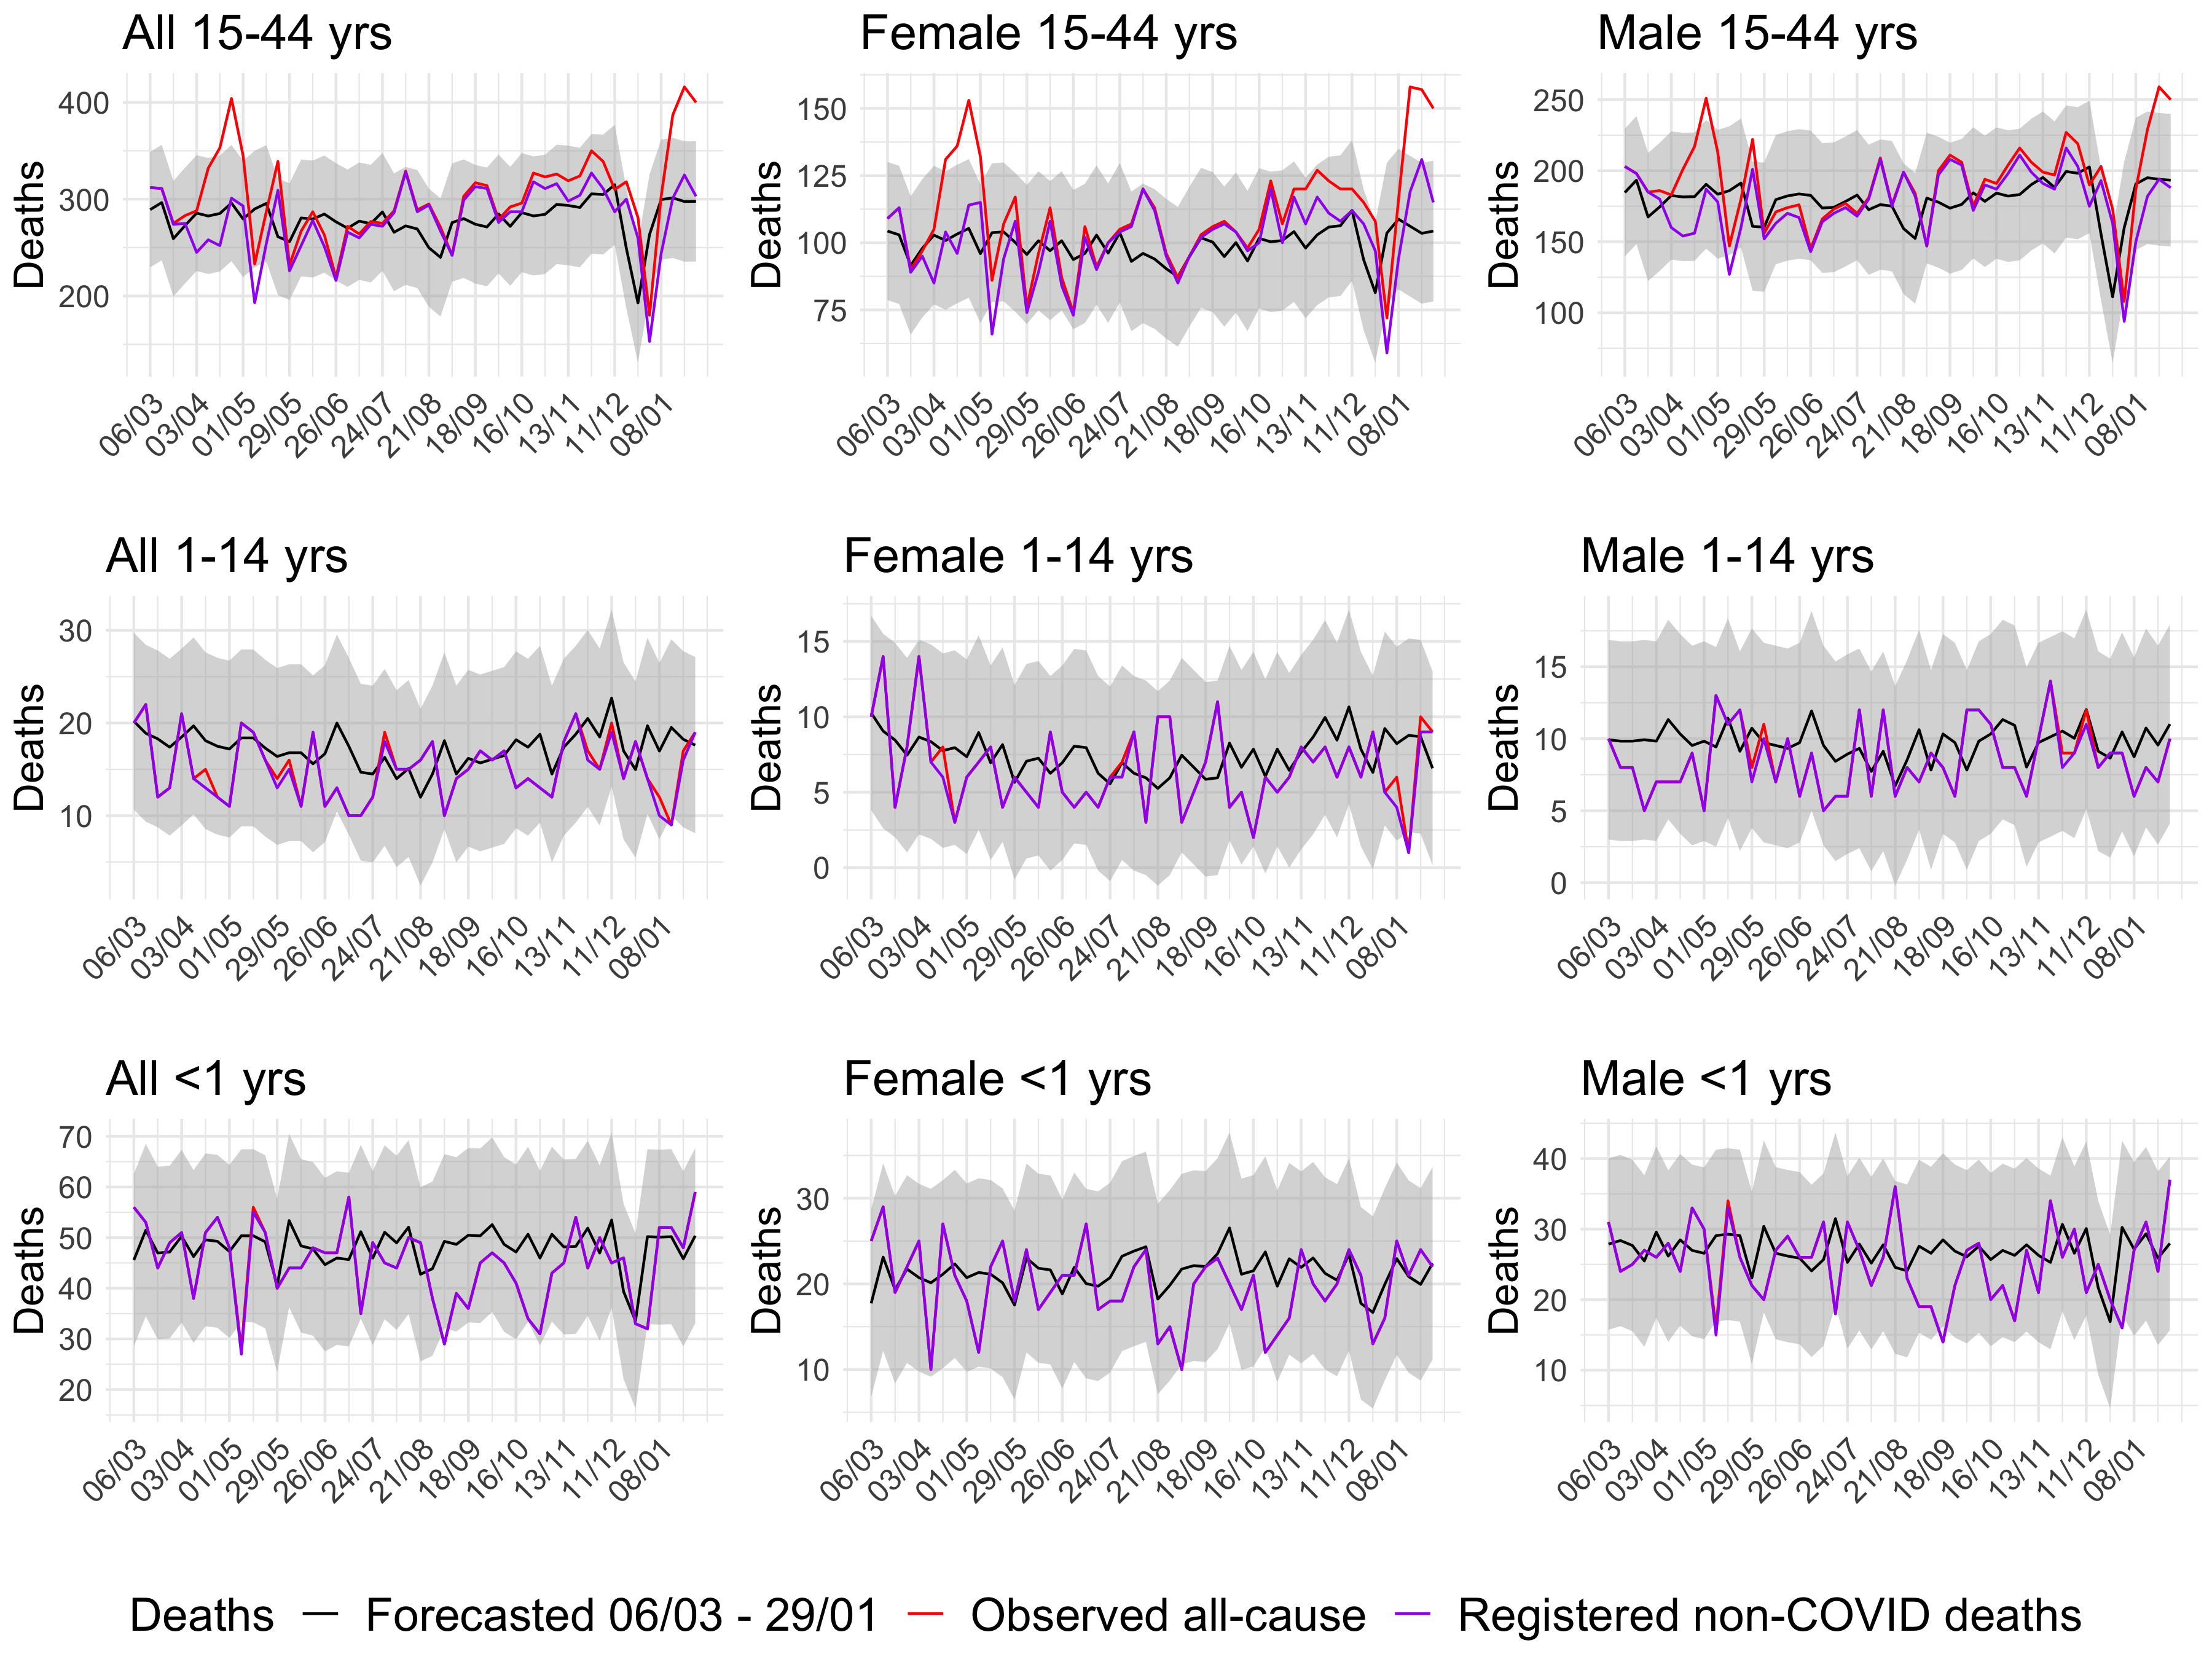 All 15-44 yrs
Female 15-44 yrs
Male 15-44 yrs
Deaths
400
300
200
06/03 03/04 01/05 29/05 26/06 24/07 21/08 18/09 16/10 13/11 11/12 08/01
Deaths
150
125
100
75
06/03 03/04 01/05 29/05 26/06 24/07 21/08 18/09 16/10 13/11 11/12 08/01
Deaths
250
200
150
100
06/03 03/04 01/05 29/05 26/06 24/07 21/08 18/09 16/10 13/11 11/12 08/01
All 1-14 yrs
Female 1-14 yrs
Male 1-14 yrs
Deaths
30
20
10
06/03 03/04 01/05 29/05 26/06 24/07 21/08 18/09 16/10 13/11 11/12 08/01
Deaths
15
10
5
0
06/03 03/04 01/05 29/05 26/06 24/07 21/08 18/09 16/10 13/11 11/12 08/01
Deaths
15
10
5
0
06/03 03/04 01/05 29/05 26/06 24/07 21/08 18/09 16/10 13/11 11/12 08/01
All <1 yrs
Female <1 yrs
Male <1 yrs
Deaths
70
60
50
40
30
20
06/03 03/04 01/05 29/05 26/06 24/07 21/08 18/09 16/10 13/11 11/12 08/01
Deaths
30
20
10
06/03 03/04 01/05 29/05 26/06 24/07 21/08 18/09 16/10 13/11 11/12 08/01
Deaths
40
30
20
10
06/03 03/04 01/05 29/05 26/06 24/07 21/08 18/09 16/10 13/11 11/12 08/01
Deaths Forecasted 06/03 - 29/01 Observed all-cause Registered non-COVID deaths